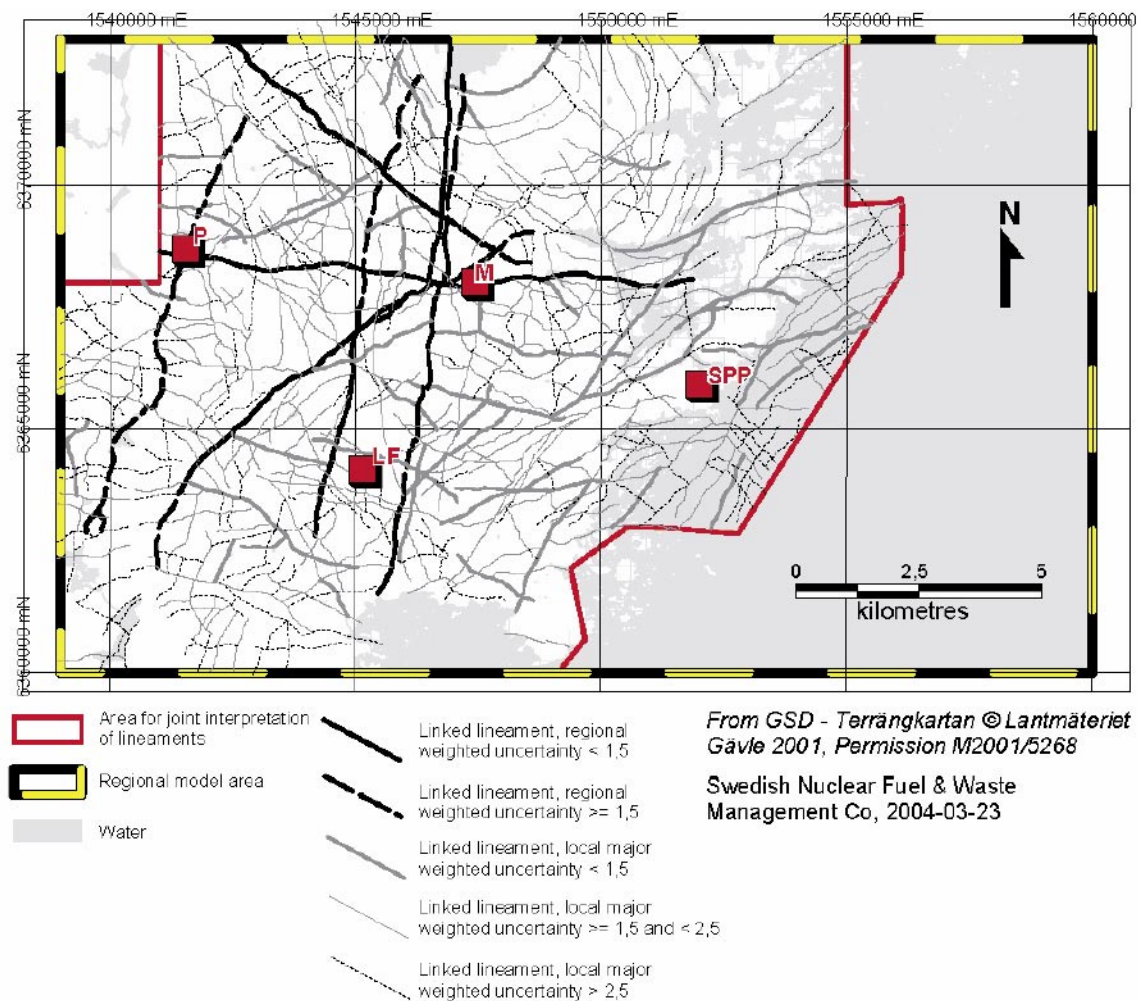 1540000 mE 1545000 mE 1550000 mE 1555000 mE 1560000 mE
6370000 mN
6365000 mN
6360000 mN
P
M
SPP
LF
N
0 2,5 5
kilometres
Area for joint interpretation
of lineaments
Regional model area
Water
Linked lineament, regional
weighted uncertainty < 1,5
Linked lineament, regional
weighted uncertainty >= 1,5
Linked lineament, local major
weighted uncertainty < 1,5
Linked lineament, local major
weighted uncertainty >= 1,5 and < 2,5
Linked lineament, local major
weighted uncertainty > 2,5
From GSD - Terrängkartan © Lantmäteriet
Gävle 2001, Permission M2001/5268
Swedish Nuclear Fuel & Waste
Management Co, 2004-03-23